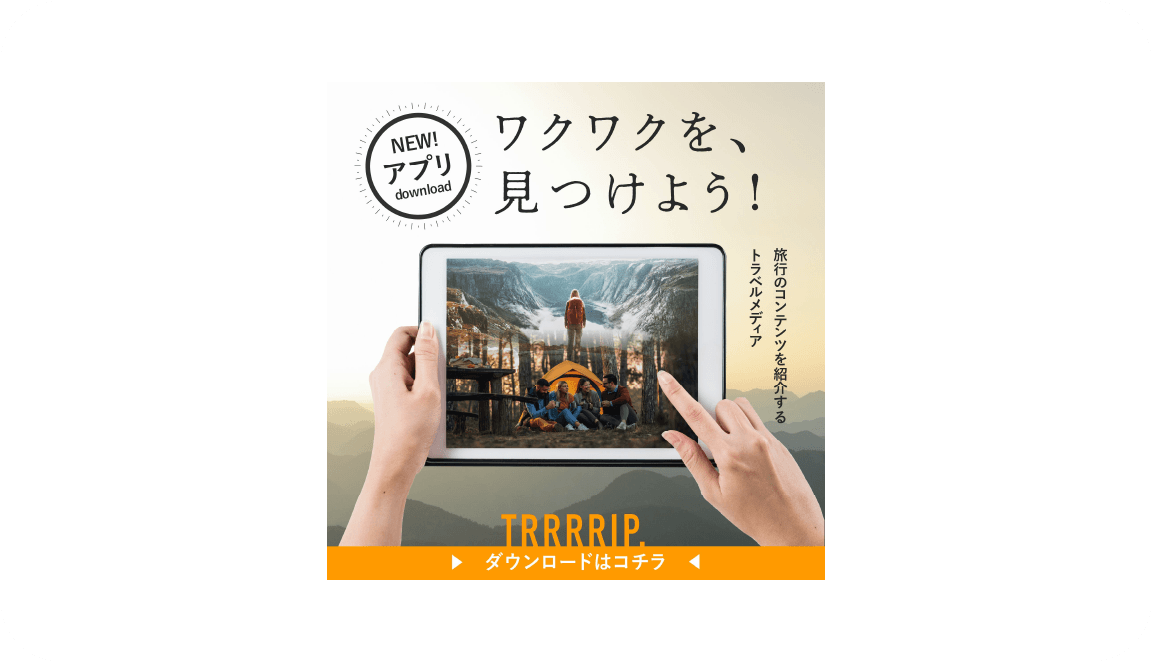 NEW!
アプリ
download
ワクワクを、
見つけよう!
旅行のコンテンツを紹介する
トラベルメディア
TRRRRIP.
ダウンロードはコチラ